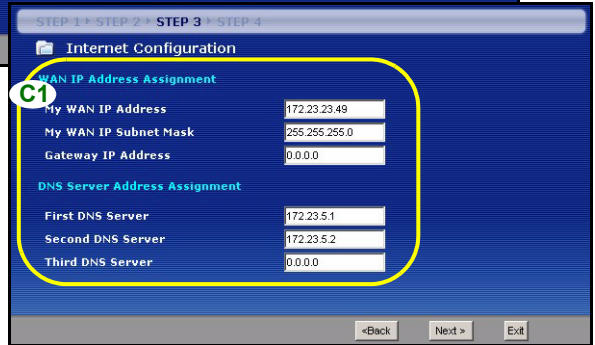 STEP 1 ▸ STEP 2 ▸ STEP 3 ▸ STEP 4
Internet Configuration
WAN IP Address Assignment
C1
My WAN IP Address 172.23.23.49
My WAN IP Subnet Mask 255.255.255.0
Gateway IP Address 0.0.0.0
DNS Server Address Assignment
First DNS Server 172.23.5.1
Second DNS Server 172.23.5.2
Third DNS Server 0.0.0.0
<Back Next > Exit